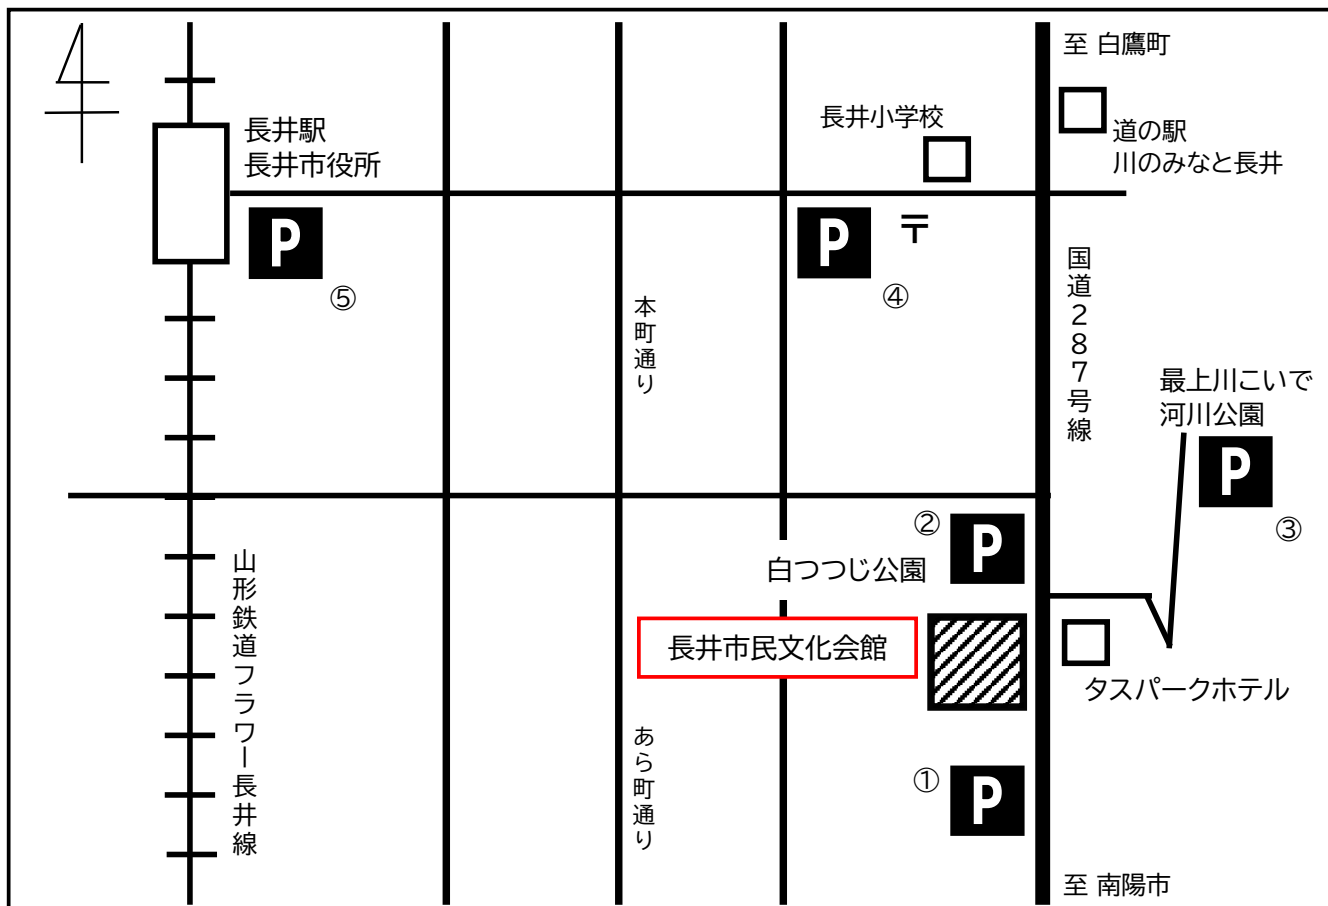 至 白鷹町
長井小学校
道の駅
川のみなと長井
長井駅
長井市役所
P
⑤
P
④
〒
本町通り
国道287号線
最上川こいで
河川公園
P
③
②
P
白つつじ公園
山形鉄道フラワー長井線
長井市民文化会館
タスパークホテル
あら町通り
①
P
至 南陽市